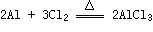 2Al + 3Cl₂ ══△══ 2AlCl₃